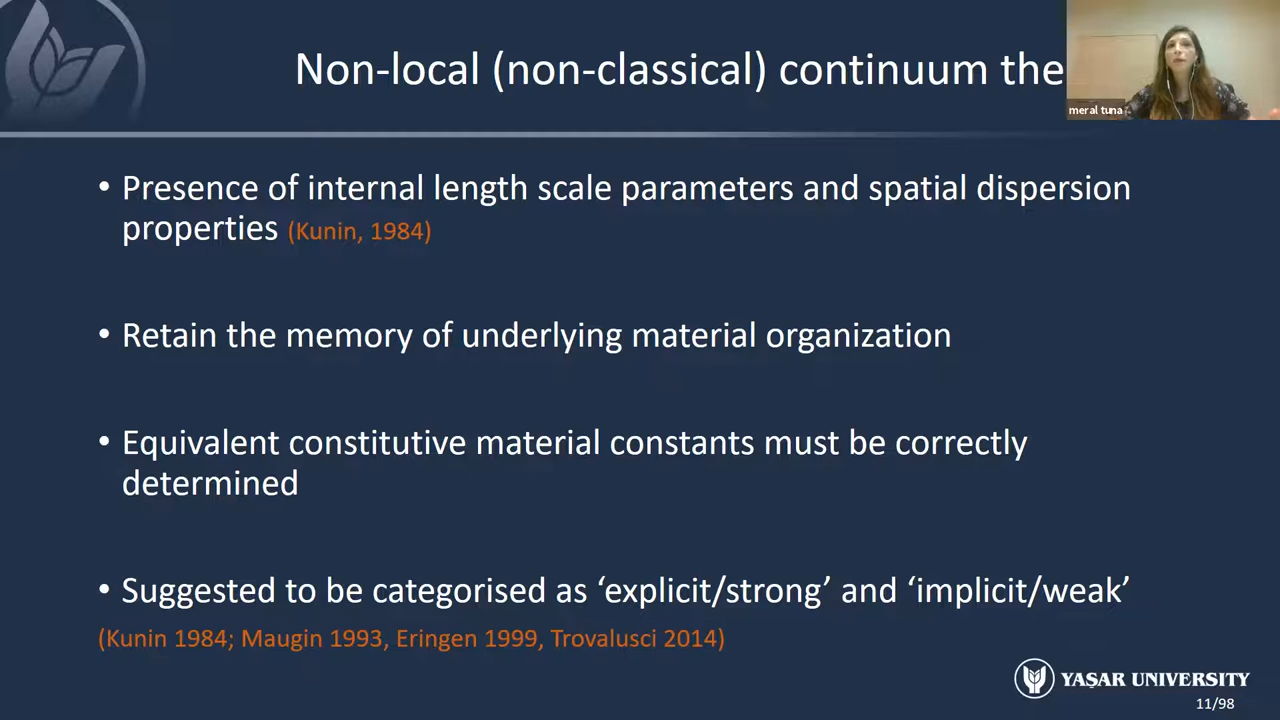 Non-local (non-classical) continuum the
meral tuna
• Presence of internal length scale parameters and spatial dispersion
properties (Kunin, 1984)
• Retain the memory of underlying material organization
• Equivalent constitutive material constants must be correctly
determined
• Suggested to be categorised as ‘explicit/strong’ and ‘implicit/weak’
(Kunin 1984; Maugin 1993, Eringen 1999, Trovalusci 2014)
YAŞAR UNIVERSITY
11/98